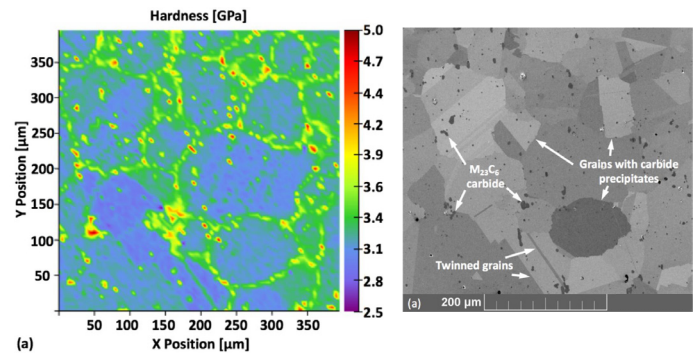 Hardness [GPa]
350
300
250
200
150
100
50
Y Position [µm]
50 100 150 200 250 300 350
X Position [µm]
5.0
4.7
4.4
4.2
3.9
3.6
3.4
3.1
2.8
2.5
(a)
M23C6
carbide
Grains with carbide
precipitates
Twinned grains
(a) 200 µm